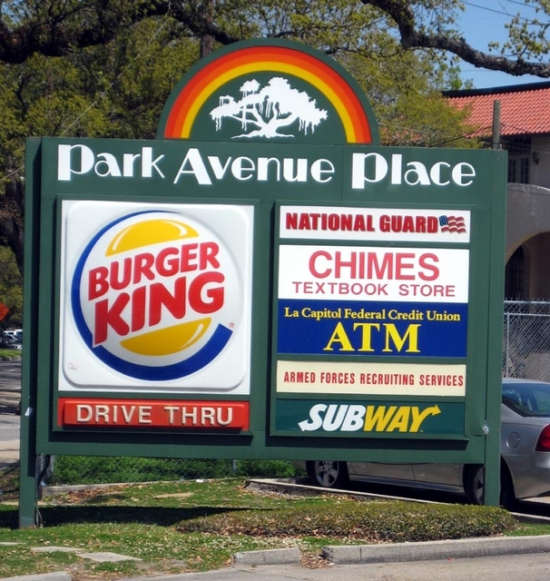 Park Avenue Place
BURGER
KING
DRIVE THRU
NATIONAL GUARD
CHIMES
TEXTBOOK STORE
La Capitol Federal Credit Union
ATM
ARMED FORCES RECRUITING SERVICES
SUBWAY